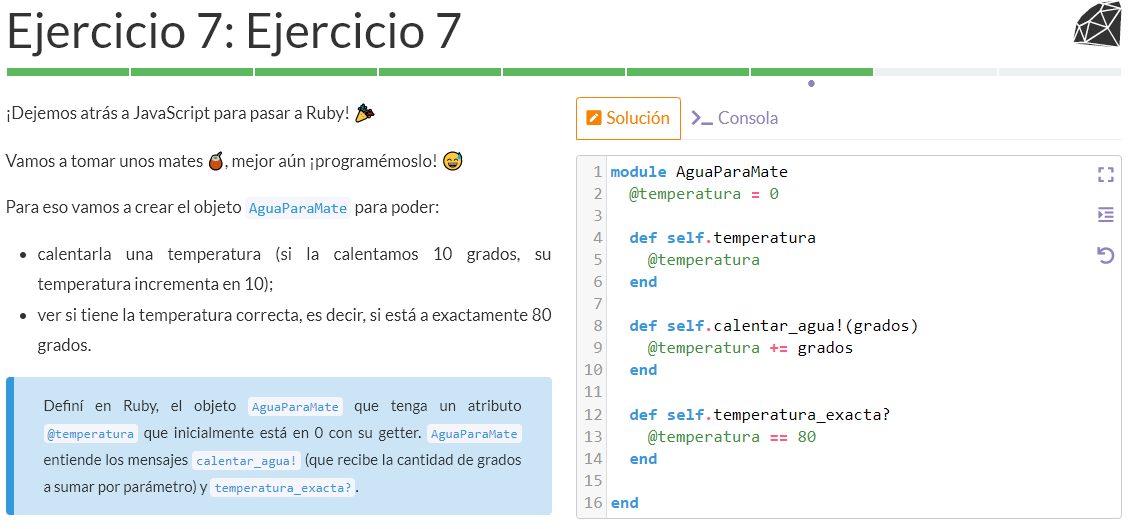 Ejercicio 7: Ejercicio 7
¡Dejemos atrás a JavaScript para pasar a Ruby! 🎉
Vamos a tomar unos mates 🧉, mejor aún ¡programémoslo! 😅
Para eso vamos a crear el objeto AguaParaMate para poder:
• calentarla una temperatura (si la calentamos 10 grados, su
temperatura incrementa en 10);
• ver si tiene la temperatura correcta, es decir, si está a exactamente 80
grados.
Definí en Ruby, el objeto AguaParaMate que tenga un atributo
@temperatura que inicialmente está en 0 con su getter. AguaParaMate
entiende los mensajes calentar_agua! (que recibe la cantidad de grados
a sumar por parámetro) y temperatura_exacta?.
Solución Consola
1 module AguaParaMate
2   @temperatura = 0
3
4   def self.temperatura
5     @temperatura
6   end
7
8   def self.calentar_agua!(grados)
9     @temperatura += grados
10   end
11
12   def self.temperatura_exacta?
13     @temperatura == 80
14   end
15
16 end